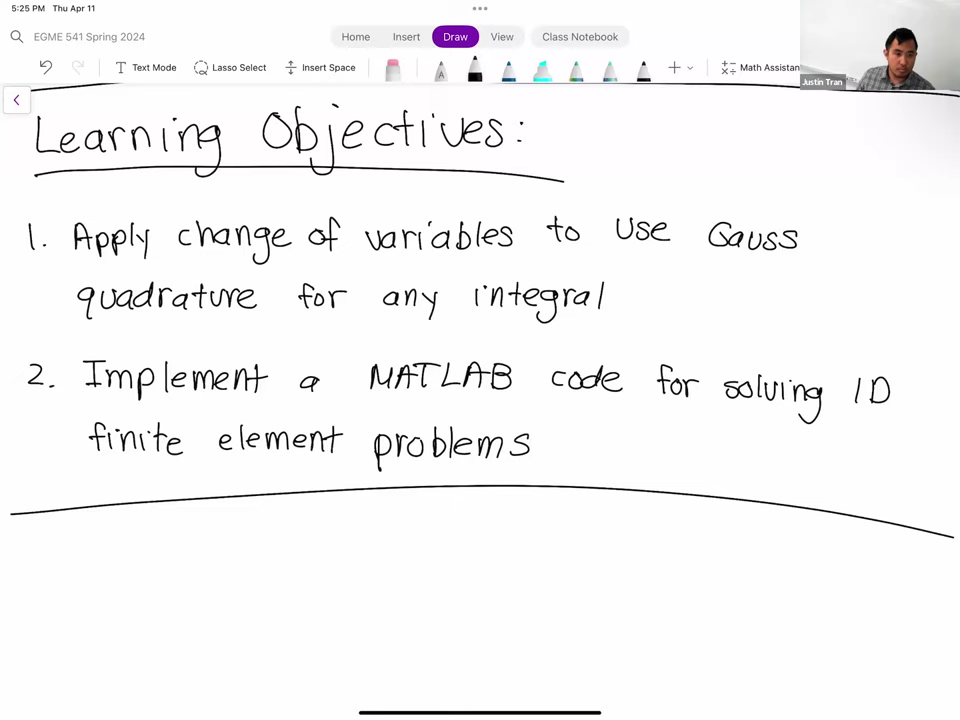 5:25 PM Thu Apr 11
EGME 541 Spring 2024
Home Insert Draw View Class Notebook
Text Mode Lasso Select Insert Space Math Assistan
Justin Tran
Learning Objectives:
1. Apply change of variables to use Gauss
quadrature for any integral
2. Implement a MATLAB code for solving 1D
finite element problems